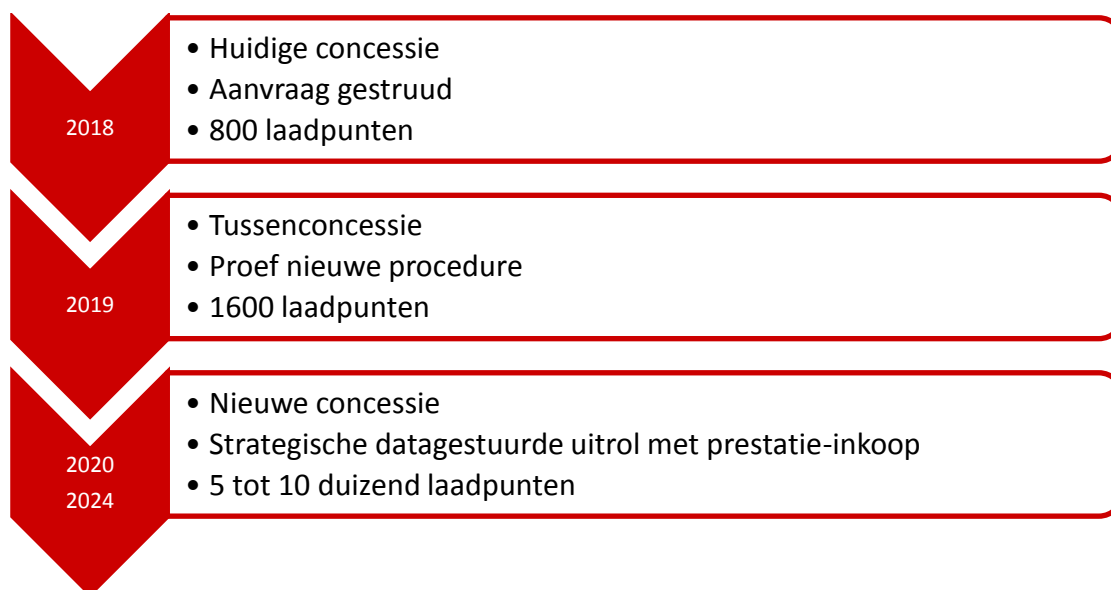 2018
• Huidige concessie
• Aanvraag gestruud
• 800 laadpunten
2019
• Tussenconcessie
• Proef nieuwe procedure
• 1600 laadpunten
2020
2024
• Nieuwe concessie
• Strategische datagestuurde uitrol met prestatie-inkoop
• 5 tot 10 duizend laadpunten